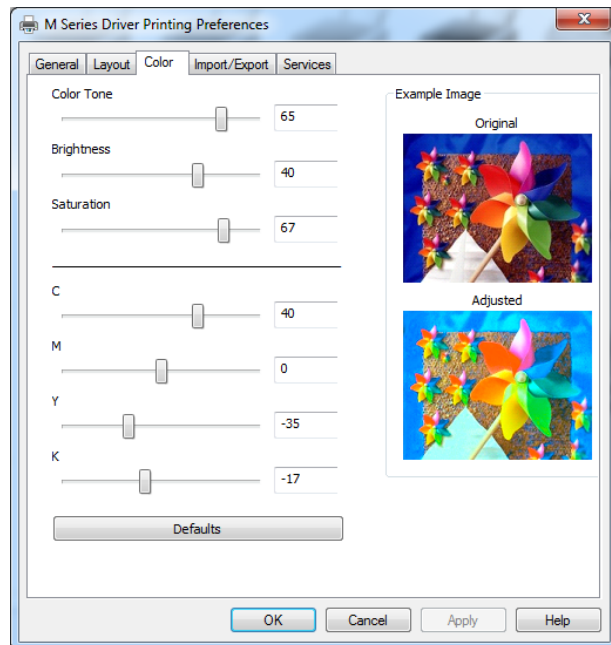 M Series Driver Printing Preferences
General Layout Color Import/Export Services
Color Tone
65
Brightness
40
Saturation
67
C
40
M
0
Y
-35
K
-17
Defaults
Example Image
Original
Adjusted
OK Cancel Apply Help